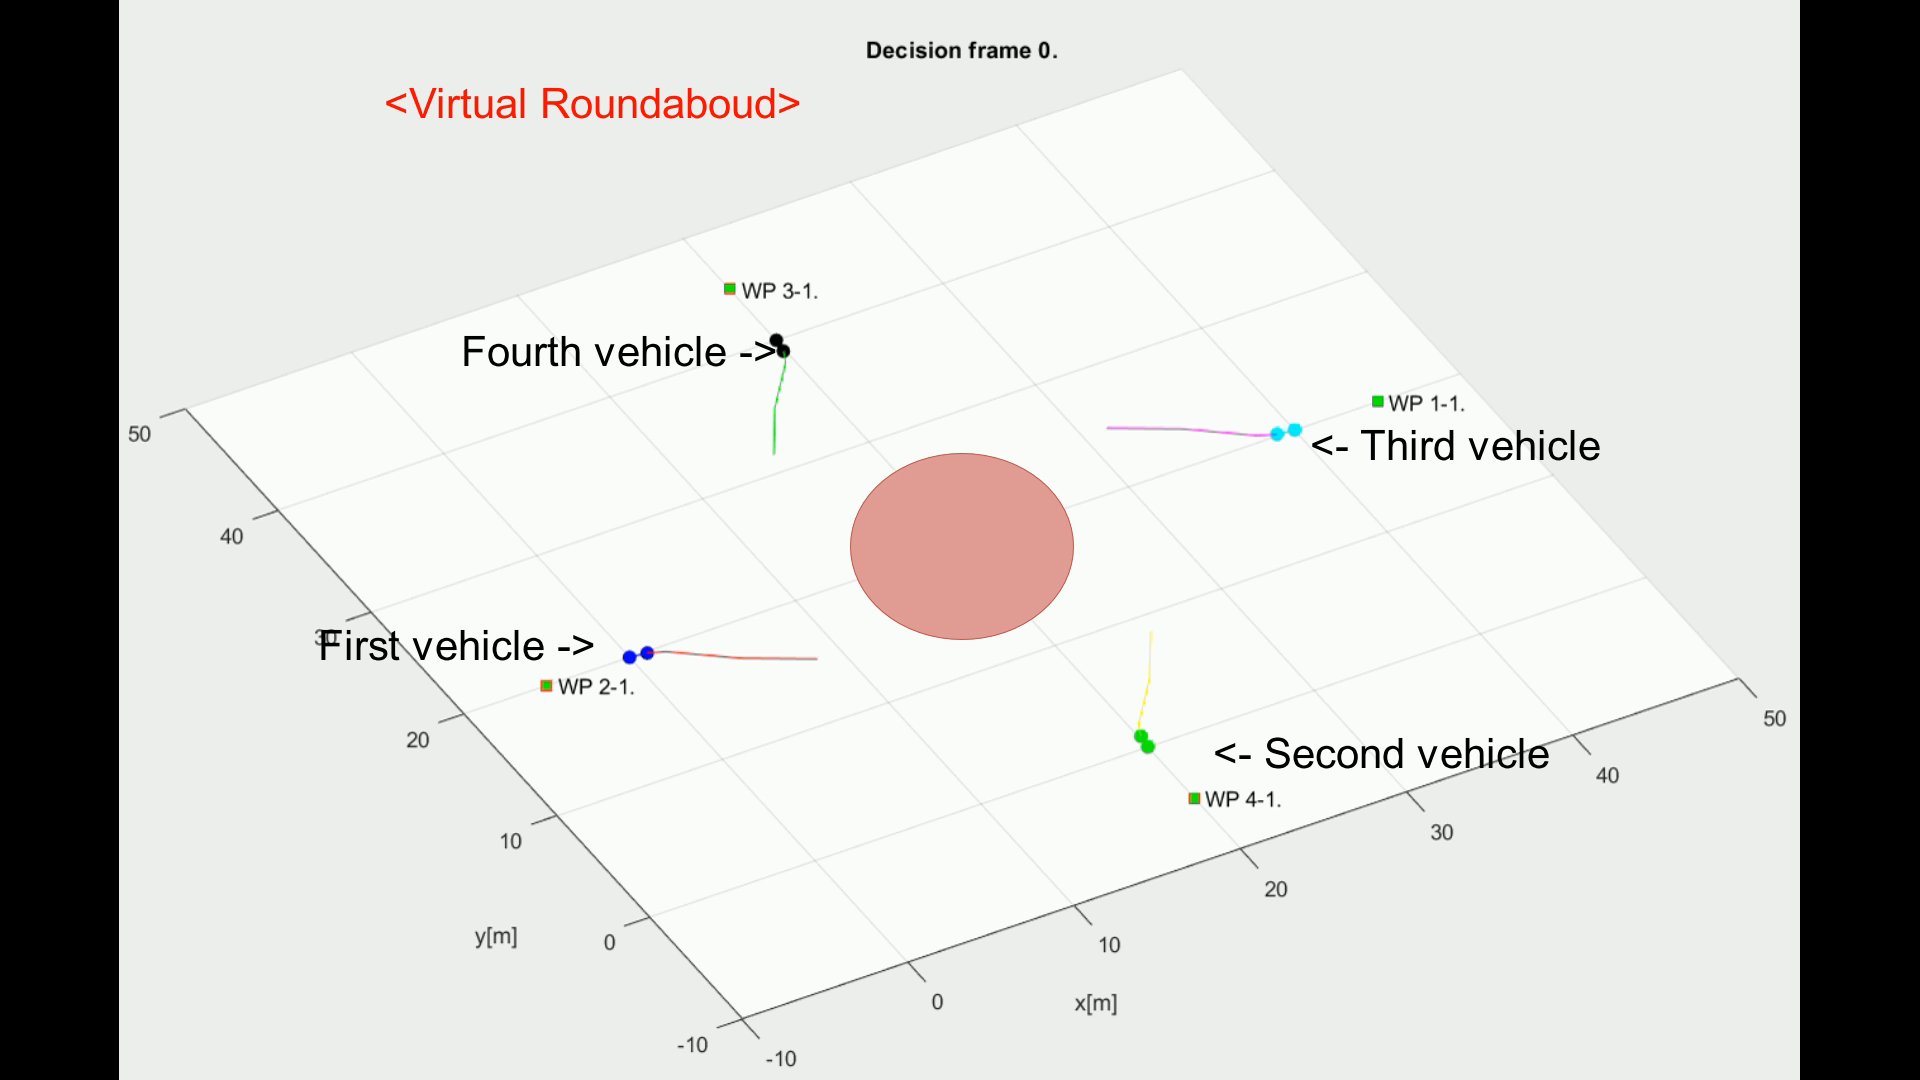 Decision frame 0.
<Virtual Roundaboud>
WP 3-1.
Fourth vehicle ->
WP 1-1.
<- Third vehicle
50
40
30
First vehicle ->
WP 2-1.
20
<- Second vehicle
WP 4-1.
50
40
10
30
20
y[m]
0
10
x[m]
0
-10
-10